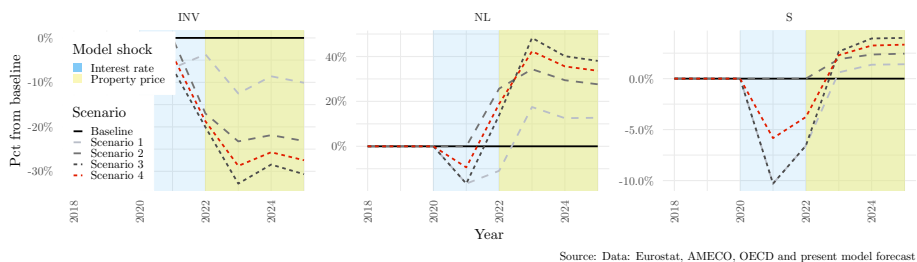 INV
NL
S
Pct from baseline
0%
-10%
-20%
-30%
Model shock
Interest rate
Property price
Scenario
Baseline
Scenario 1
Scenario 2
Scenario 3
Scenario 4
40%
20%
0%
0.0%
-5.0%
-10.0%
2018
2020
2022
2024
2018
2020
2022
2024
2018
2020
2022
2024
Year
Source: Data: Eurostat, AMECO, OECD and present model forecast